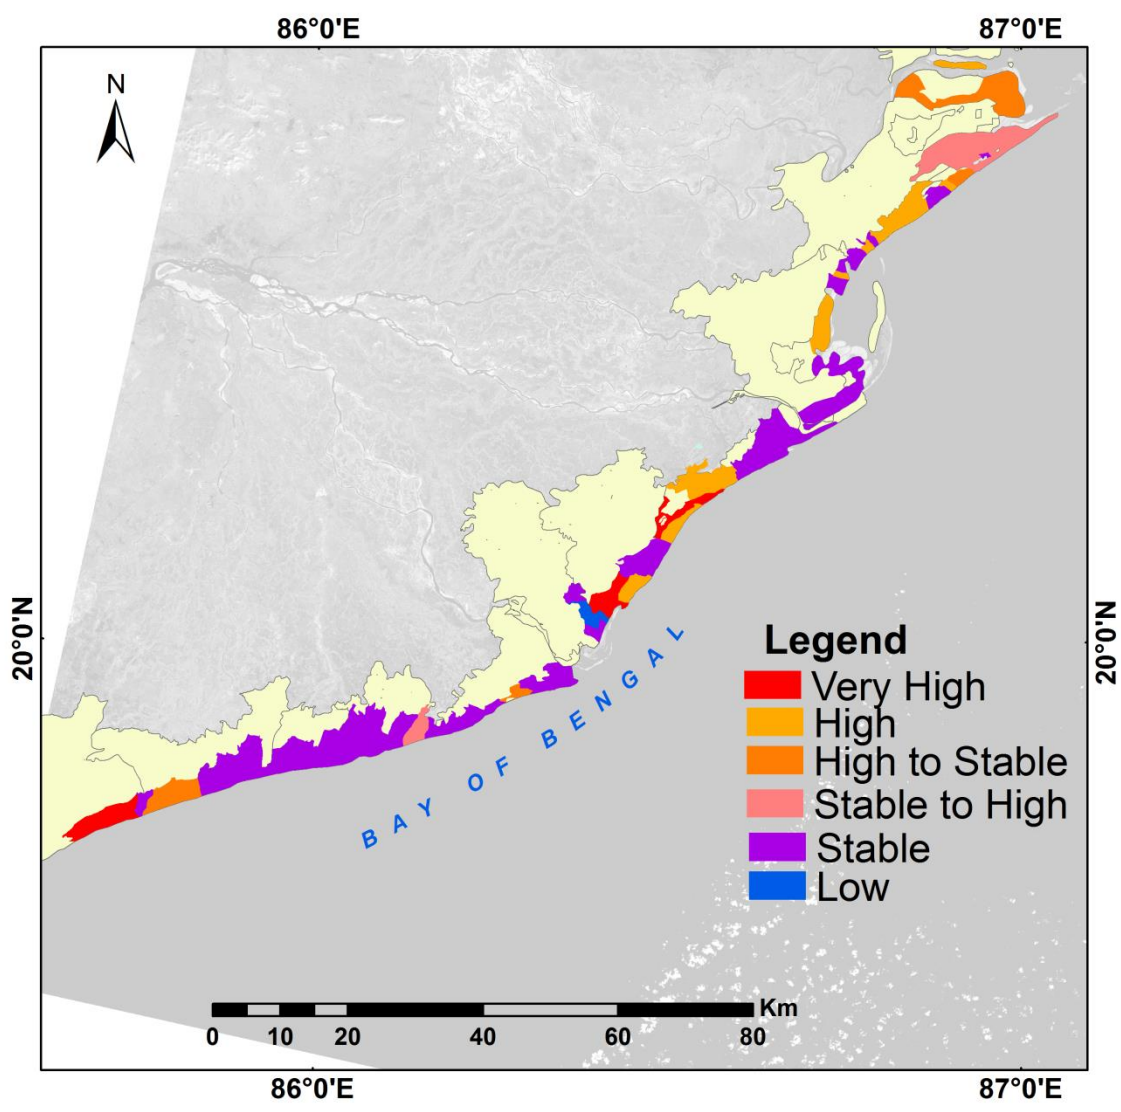 86°0'E 87°0'E
N
20°0'N 20°0'N
Legend
Very High
High
High to Stable
Stable to High
Stable
Low
BAY OF BENGAL
Km
0 10 20 40 60 80
86°0'E 87°0'E